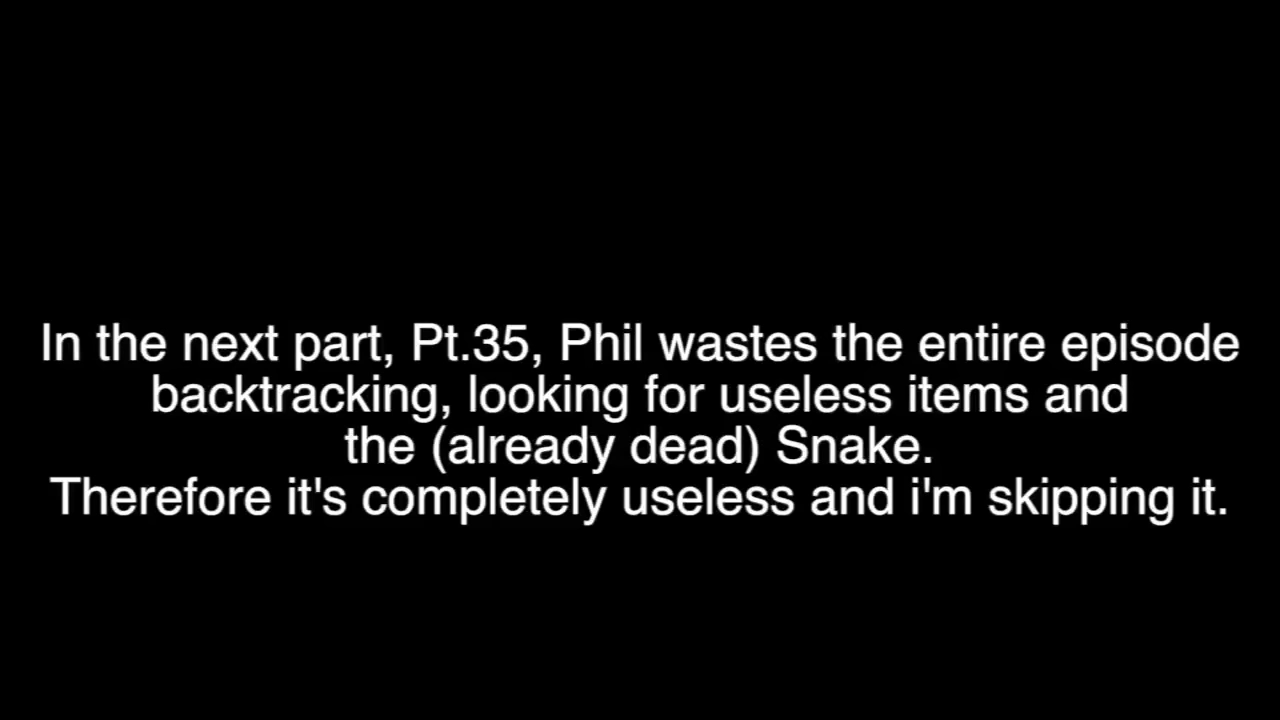 In the next part, Pt.35, Phil wastes the entire episode
backtracking, looking for useless items and
the (already dead) Snake.
Therefore it's completely useless and i'm skipping it.